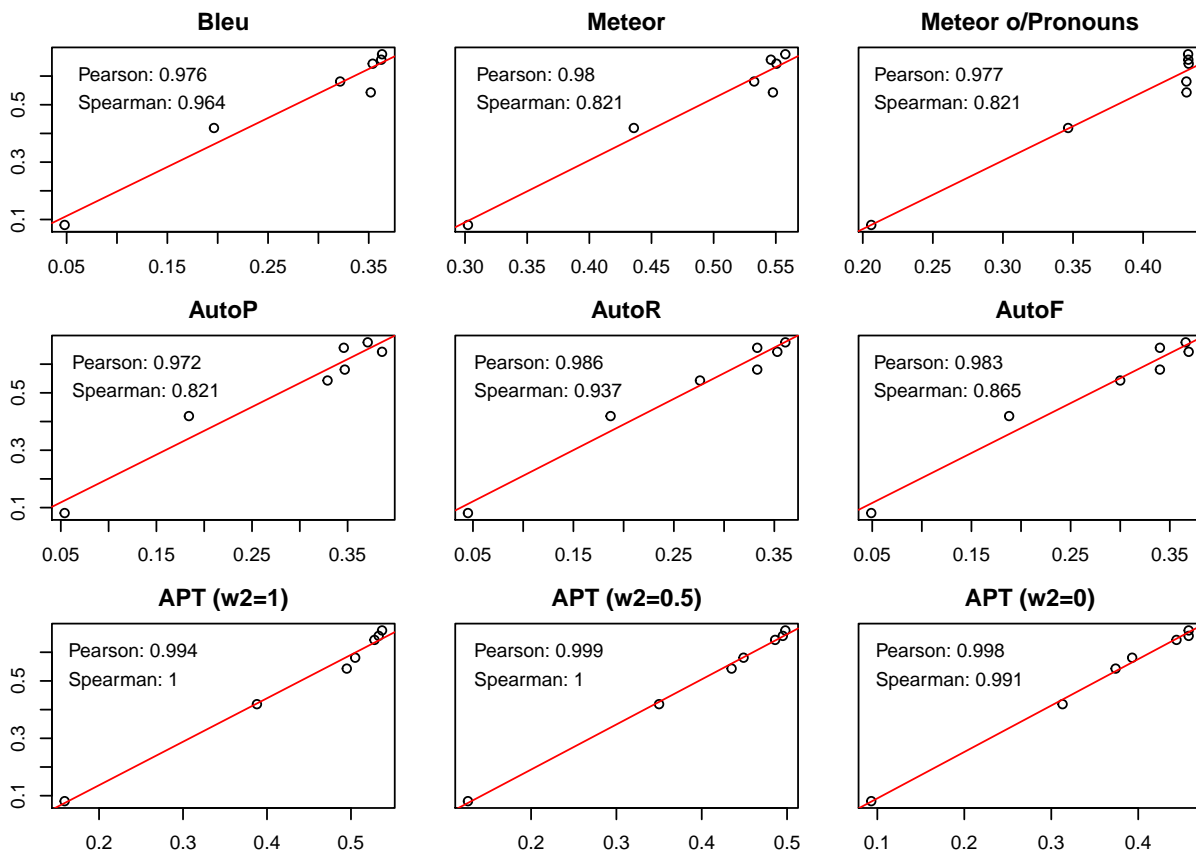 Bleu
Meteor
Meteor o/Pronouns
Pearson: 0.976
Spearman: 0.964
Pearson: 0.98
Spearman: 0.821
Pearson: 0.977
Spearman: 0.821
0.1 0.3 0.5
0.05 0.15 0.25 0.35
0.30 0.35 0.40 0.45 0.50 0.55
0.20 0.25 0.30 0.35 0.40
AutoP
AutoR
AutoF
Pearson: 0.972
Spearman: 0.821
Pearson: 0.986
Spearman: 0.937
Pearson: 0.983
Spearman: 0.865
0.1 0.3 0.5
0.05 0.15 0.25 0.35
0.05 0.15 0.25 0.35
0.05 0.15 0.25 0.35
APT (w2=1)
APT (w2=0.5)
APT (w2=0)
Pearson: 0.994
Spearman: 1
Pearson: 0.999
Spearman: 1
Pearson: 0.998
Spearman: 0.991
0.1 0.3 0.5
0.2 0.3 0.4 0.5
0.2 0.3 0.4 0.5
0.1 0.2 0.3 0.4